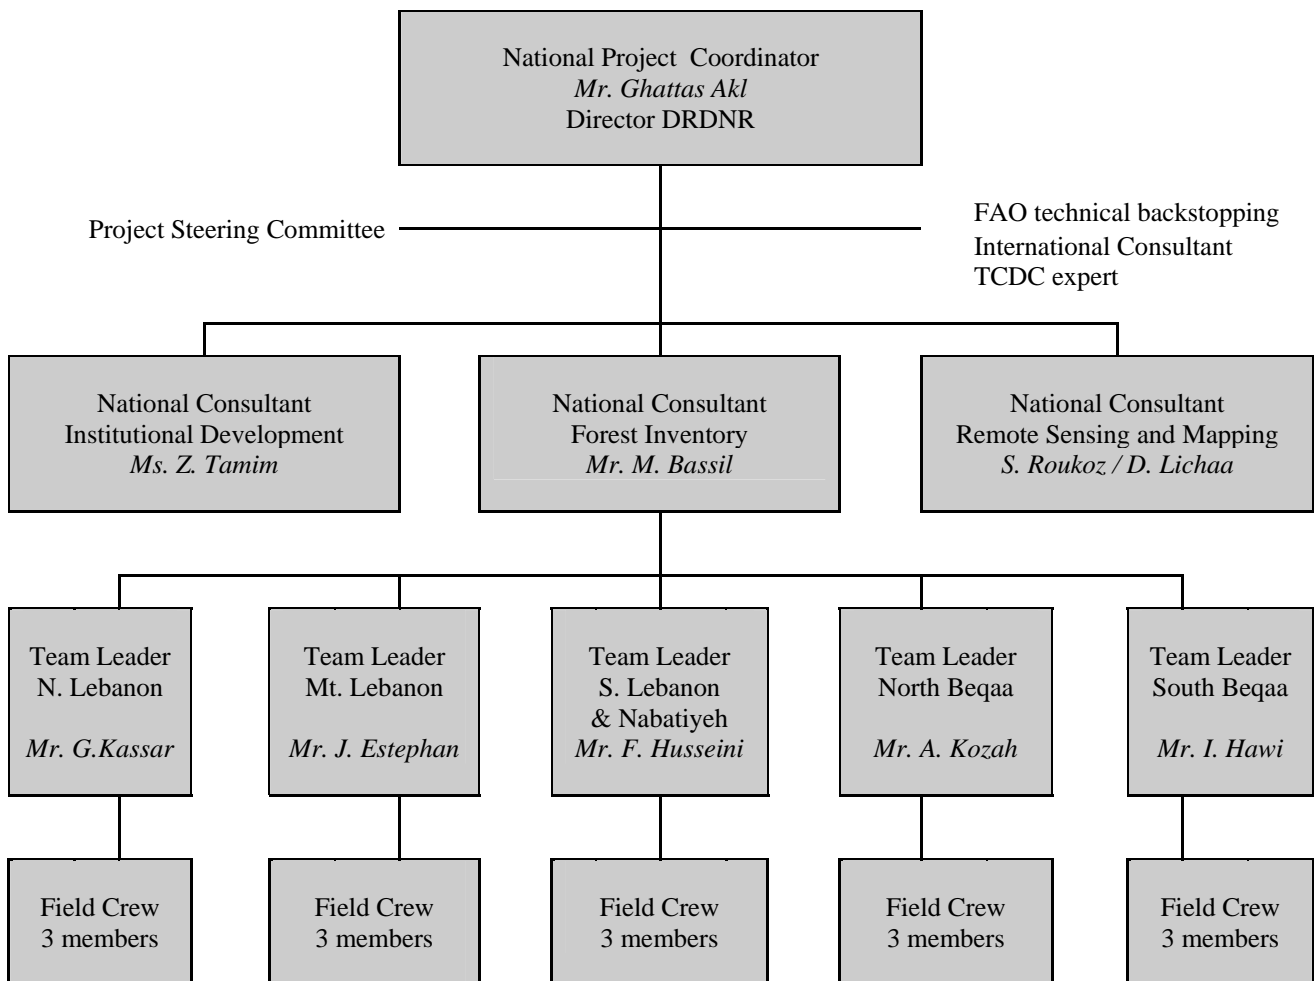 National Project Coordinator
Mr. Ghattas Akl
Director DRDNR
Project Steering Committee
FAO technical backstopping
International Consultant
TCDC expert
National Consultant
Institutional Development
Ms. Z. Tamim
National Consultant
Forest Inventory
Mr. M. Bassil
National Consultant
Remote Sensing and Mapping
S. Roukoz / D. Lichaa
Team Leader
N. Lebanon
Mr. G.Kassar
Team Leader
Mt. Lebanon
Mr. J. Estephan
Team Leader
S. Lebanon
& Nabatiyeh
Mr. F. Husseini
Team Leader
North Beqaa
Mr. A. Kozah
Team Leader
South Beqaa
Mr. I. Hawi
Field Crew
3 members
Field Crew
3 members
Field Crew
3 members
Field Crew
3 members
Field Crew
3 members